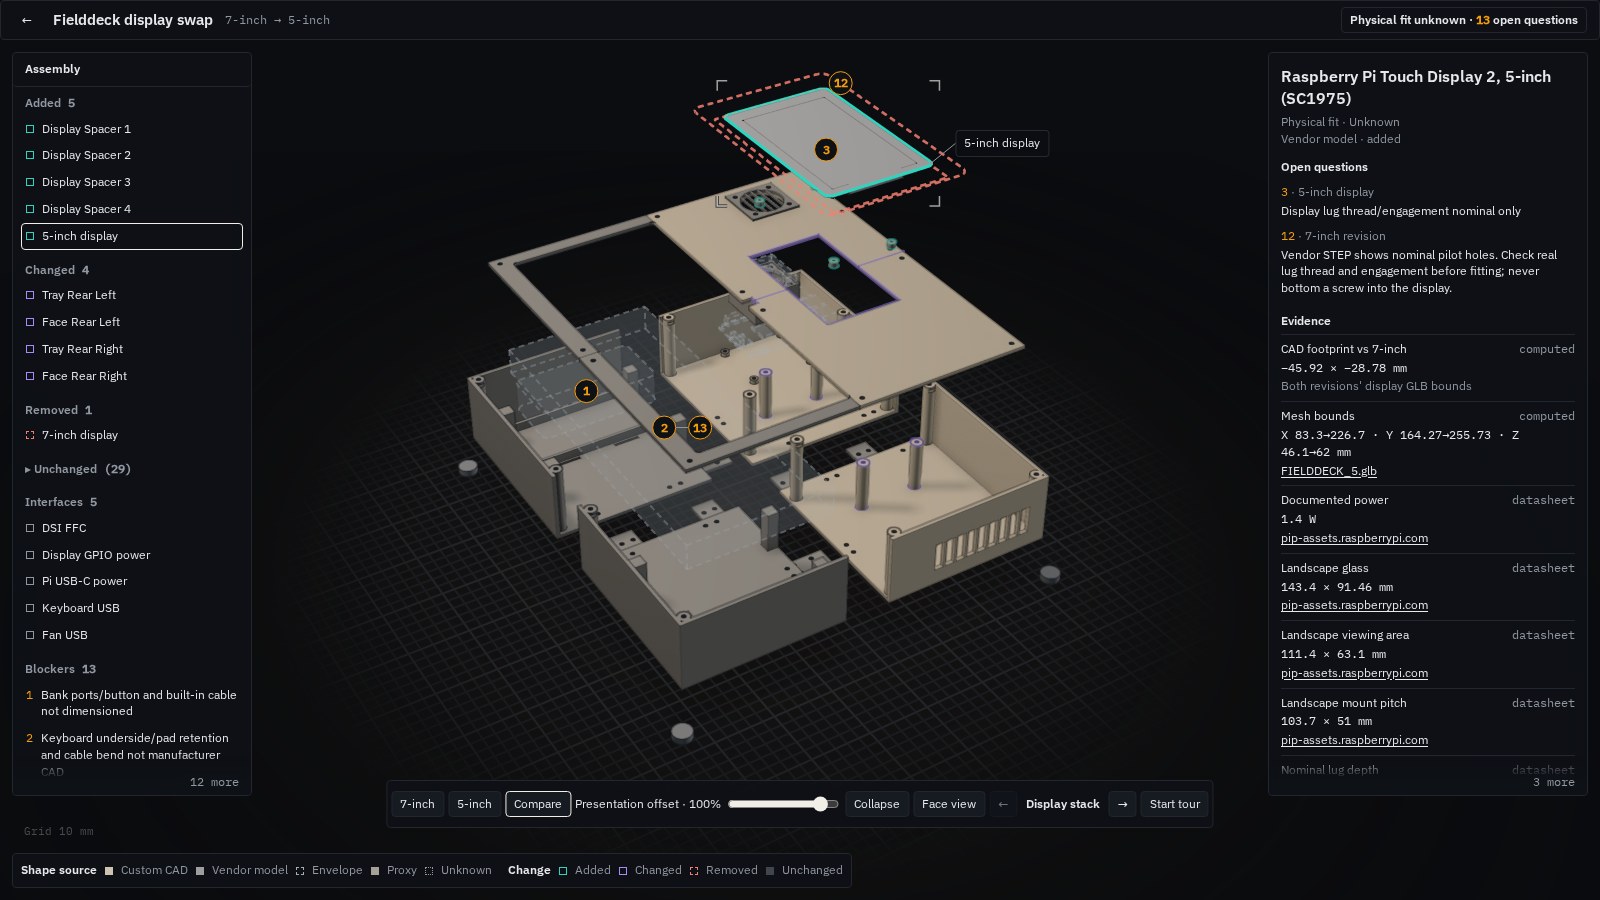 ← Fielddeck display swap 7-inch → 5-inch
Physical fit unknown · 13 open questions
Assembly
Added 5
Display Spacer 1
Display Spacer 2
Display Spacer 3
Display Spacer 4
5-inch display
Changed 4
Tray Rear Left
Face Rear Left
Tray Rear Right
Face Rear Right
Removed 1
7-inch display
▸ Unchanged (29)
Interfaces 5
DSI FFC
Display GPIO power
Pi USB-C power
Keyboard USB
Fan USB
Blockers 13
1 Bank ports/button and built-in cable
not dimensioned
2 Keyboard underside/pad retention
and cable bend not manufacturer
CAD
12 more
12
3
5-inch display
1
2
13
Raspberry Pi Touch Display 2, 5-inch
(SC1975)
Physical fit · Unknown
Vendor model · added
Open questions
3 · 5-inch display
Display lug thread/engagement nominal only
12 · 7-inch revision
Vendor STEP shows nominal pilot holes. Check real
lug thread and engagement before fitting; never
bottom a screw into the display.
Evidence
CAD footprint vs 7-inch computed
−45.92 × −28.78 mm
Both revisions' display GLB bounds
Mesh bounds computed
X 83.3→226.7 · Y 164.27→255.73 · Z
46.1→62 mm
FIELDDECK_5.glb
Documented power datasheet
1.4 W
pip-assets.raspberrypi.com
Landscape glass datasheet
143.4 × 91.46 mm
pip-assets.raspberrypi.com
Landscape viewing area datasheet
111.4 × 63.1 mm
pip-assets.raspberrypi.com
Landscape mount pitch datasheet
103.7 × 51 mm
pip-assets.raspberrypi.com
Nominal lug depth datasheet
3 more
7-inch 5-inch Compare Presentation offset · 100% Collapse Face view ← Display stack → Start tour
Grid 10 mm
Shape source Custom CAD Vendor model Envelope Proxy Unknown Change Added Changed Removed Unchanged